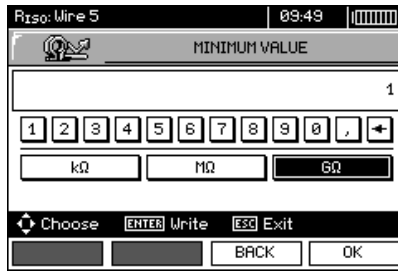 RISO: Wire 5 09:49
MINIMUM VALUE
1
1 2 3 4 5 6 7 8 9 0 ,
kΩ MΩ GΩ
Choose ENTER Write ESC Exit
BACK OK